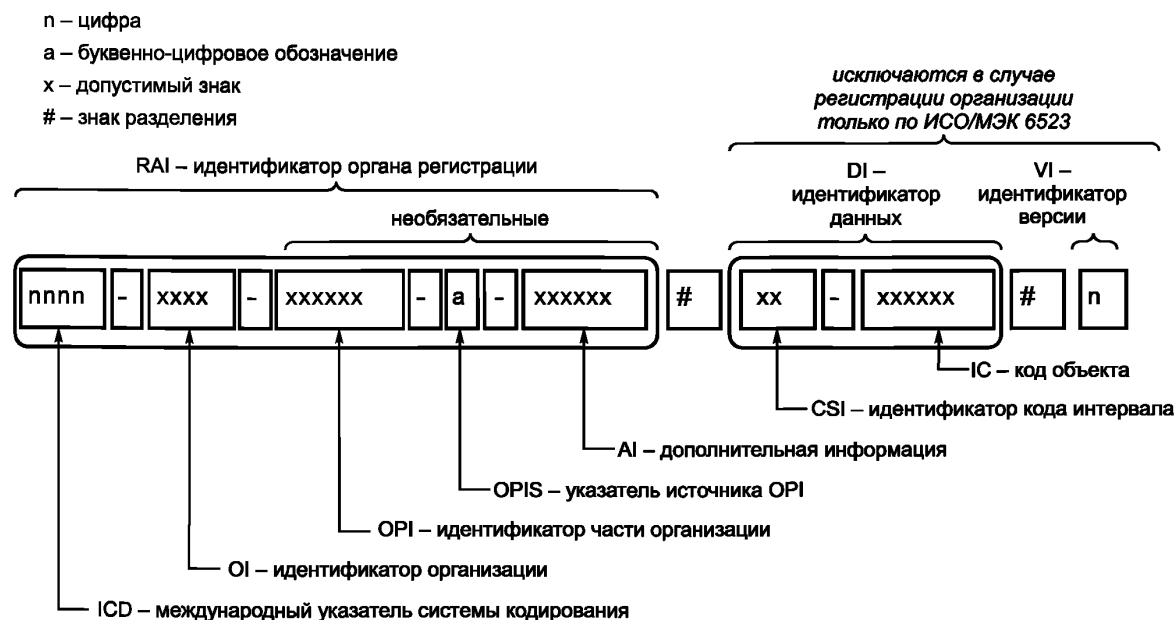 n – цифра
a – буквенно-цифровое обозначение
x – допустимый знак
# – знак разделения
исключаются в случае
регистрации организации
только по ИСО/МЭК 6523
RAI – идентификатор органа регистрации
DI –
идентификатор
данных
VI –
идентификатор
версии
необязательные
nnnn - xxxx - xxxxxx - a - xxxxxx # xx - xxxxxx # n
IC – код объекта
CSI – идентификатор кода интервала
AI – дополнительная информация
OPIS – указатель источника OPI
OPI – идентификатор части организации
OI – идентификатор организации
ICD – международный указатель системы кодирования